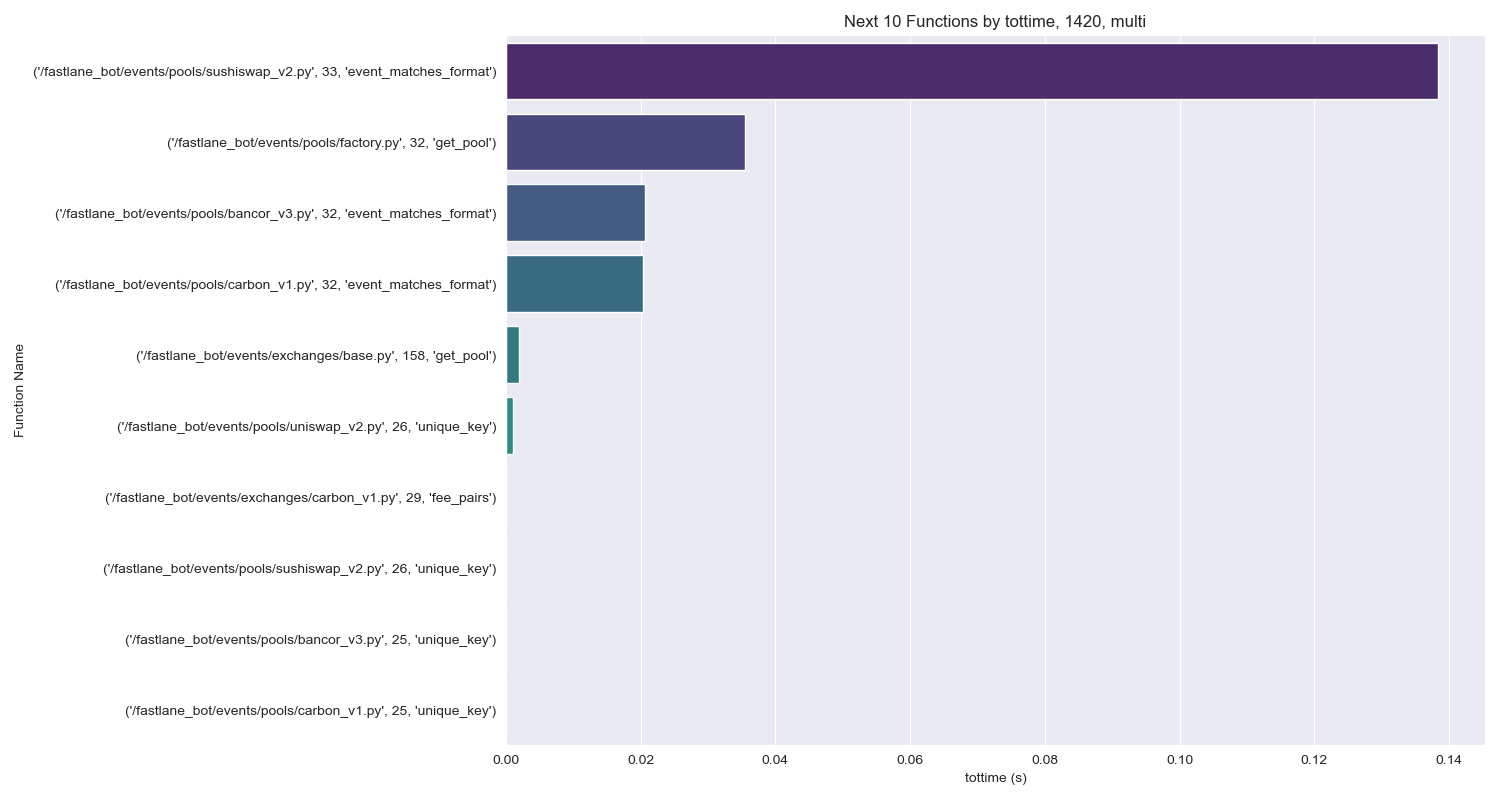 Next 10 Functions by tottime, 1420, multi
('/fastlane_bot/events/pools/sushiswap_v2.py', 33, 'event_matches_format')
('/fastlane_bot/events/pools/factory.py', 32, 'get_pool')
('/fastlane_bot/events/pools/bancor_v3.py', 32, 'event_matches_format')
('/fastlane_bot/events/pools/carbon_v1.py', 32, 'event_matches_format')
('/fastlane_bot/events/exchanges/base.py', 158, 'get_pool')
('/fastlane_bot/events/pools/uniswap_v2.py', 26, 'unique_key')
('/fastlane_bot/events/exchanges/carbon_v1.py', 29, 'fee_pairs')
('/fastlane_bot/events/pools/sushiswap_v2.py', 26, 'unique_key')
('/fastlane_bot/events/pools/bancor_v3.py', 25, 'unique_key')
('/fastlane_bot/events/pools/carbon_v1.py', 25, 'unique_key')
Function Name
0.00 0.02 0.04 0.06 0.08 0.10 0.12 0.14
tottime (s)